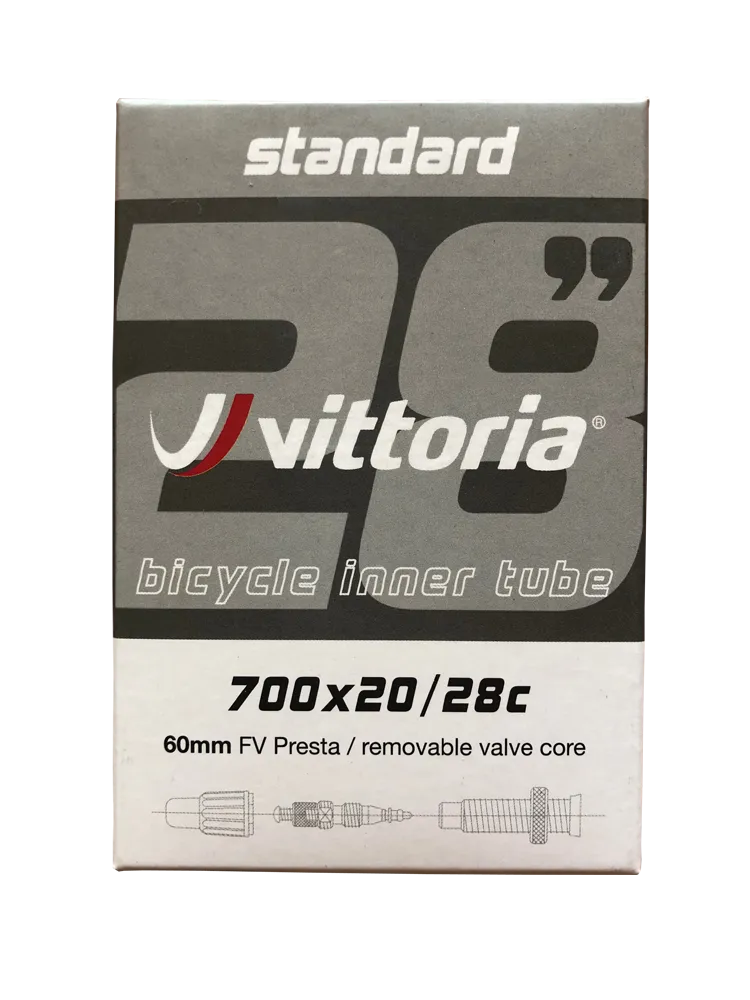 standard
28”
vittoria®
bicycle inner tube
700x20/28c
60mm FV Presta / removable valve core